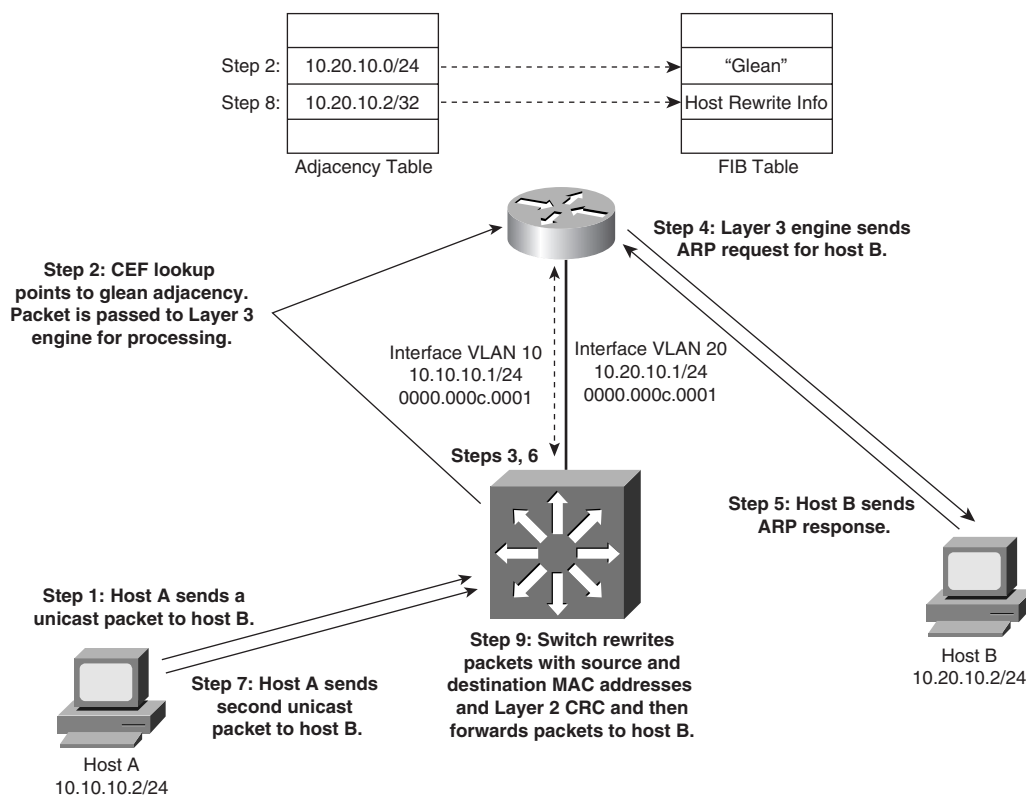 Step 2:
10.20.10.0/24
“Glean”
Step 8:
10.20.10.2/32
Host Rewrite Info
Adjacency Table
FIB Table
Step 2: CEF lookup
points to glean adjacency.
Packet is passed to Layer 3
engine for processing.
Step 4: Layer 3 engine sends
ARP request for host B.
Interface VLAN 10
10.10.10.1/24
0000.000c.0001
Interface VLAN 20
10.20.10.1/24
0000.000c.0001
Steps 3, 6
Step 5: Host B sends
ARP response.
Step 1: Host A sends a
unicast packet to host B.
Step 7: Host A sends
second unicast
packet to host B.
Step 9: Switch rewrites
packets with source and
destination MAC addresses
and Layer 2 CRC and then
forwards packets to host B.
Host B
10.20.10.2/24
Host A
10.10.10.2/24